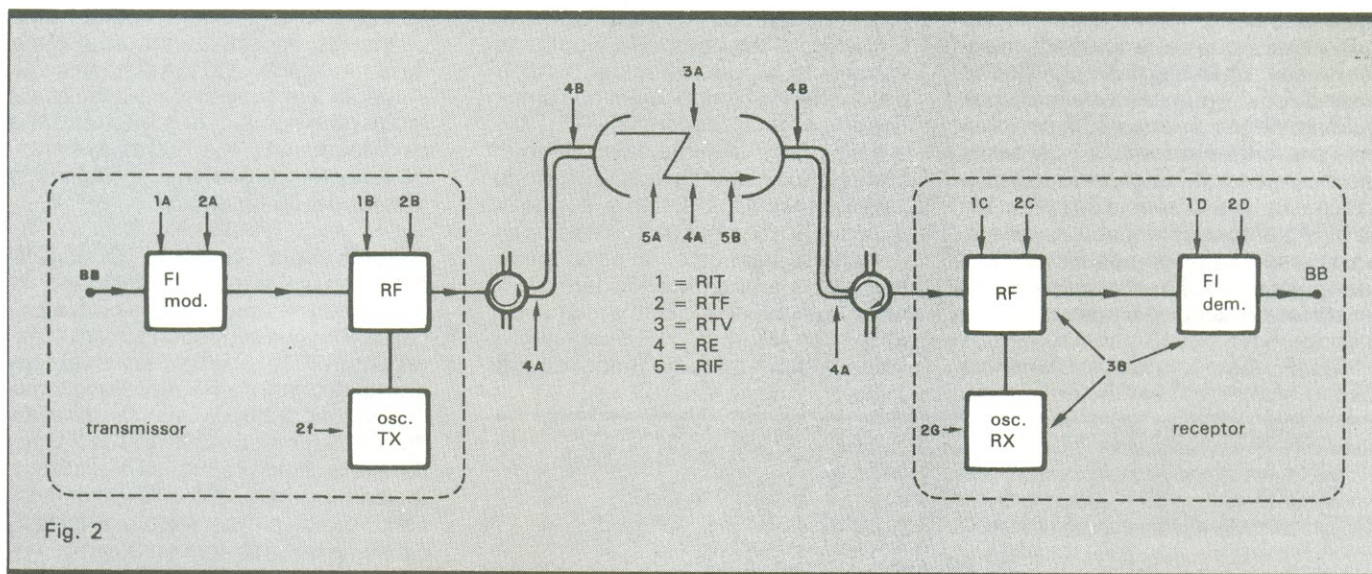 3A
4B
4B
1A
2A
1B
2B
5A
4A
5B
1C
2C
1D
2D
BB
FI
mod.
RF
1 = RIT
2 = RTF
3 = RTV
4 = RE
5 = RIF
RF
FI
dem.
BB
4A
4A
3B
transmissor
2f
osc.
TX
2G
osc.
RX
receptor
Fig. 2